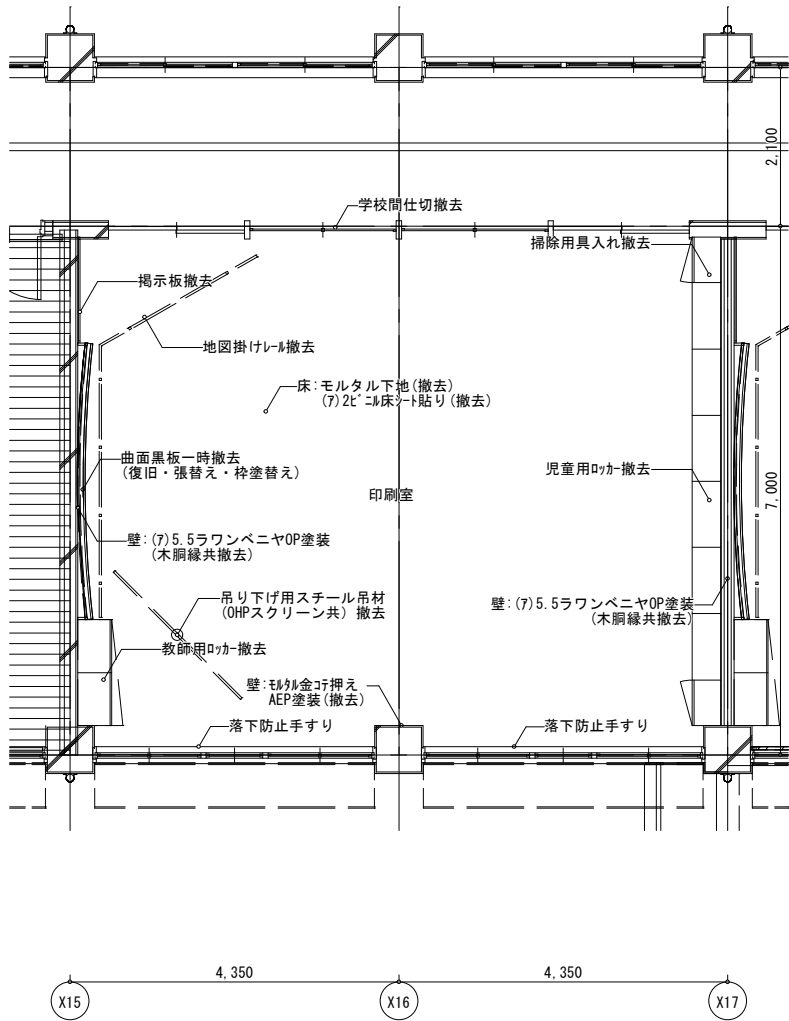 2,100
学校間仕切撤去
掃除用具入れ撤去
掲示板撤去
地図掛けﾚｰﾙ撤去
床:モルタル下地(撤去)
(ｱ)2ﾋﾞﾆﾙ床ｼｰﾄ貼り(撤去)
曲面黒板一時撤去
(復旧・張替え・枠塗替え)
児童用ﾛｯｶｰ撤去
印刷室
7,000
壁:(ｱ)5.5ラワンベニヤOP塗装
(木胴縁共撤去)
吊り下げ用スチール吊材
(OHPスクリーン共) 撤去
壁:(ｱ)5.5ラワンベニヤOP塗装
(木胴縁共撤去)
教師用ﾛｯｶｰ撤去
壁:ﾓﾙﾀﾙ金ｺﾃ押え
AEP塗装(撤去)
落下防止手すり
落下防止手すり
4,350
4,350
X15
X16
X17